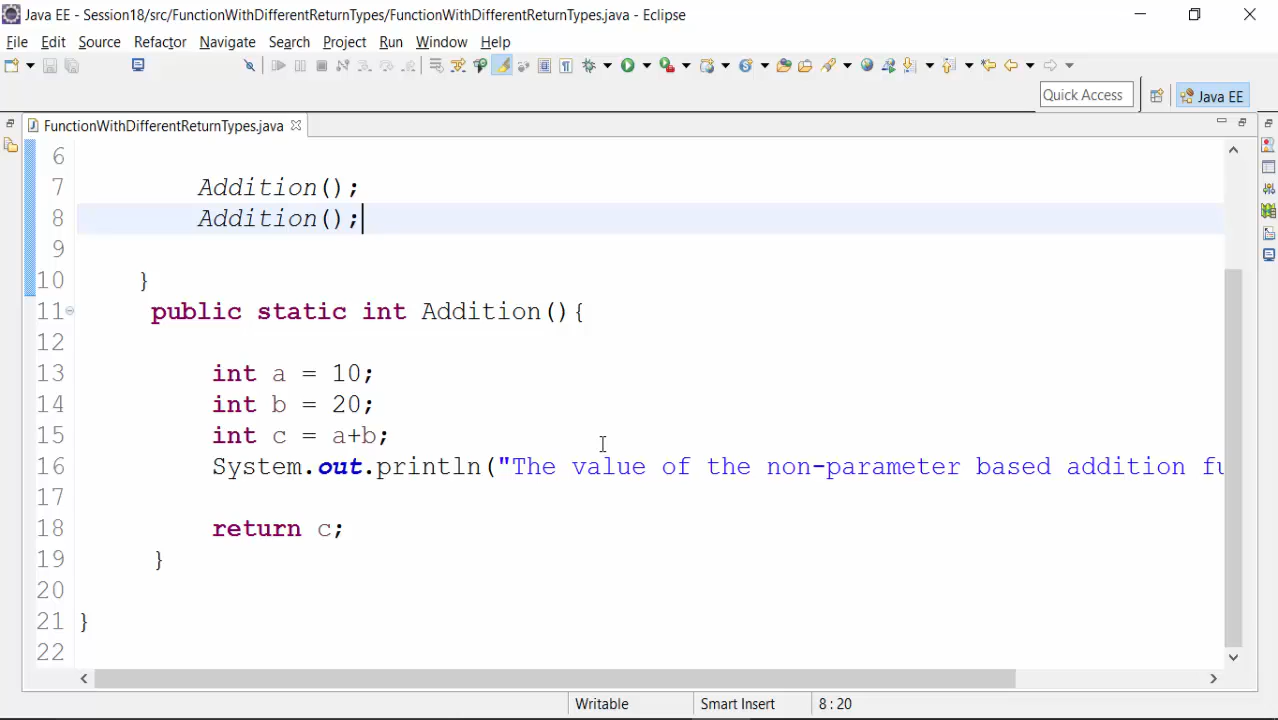 Java EE - Session18/src/FunctionWithDifferentReturnTypes/FunctionWithDifferentReturnTypes.java - Eclipse
File Edit Source Refactor Navigate Search Project Run Window Help
Quick Access
Java EE
FunctionWithDifferentReturnTypes.java
6
7 Addition();
8 Addition();
9
10 }
11 public static int Addition(){
12
13 int a = 10;
14 int b = 20;
15 int c = a+b;
16 System.out.println("The value of the non-parameter based addition fu
17
18 return c;
19 }
20
21 }
22
Writable Smart Insert 8 : 20